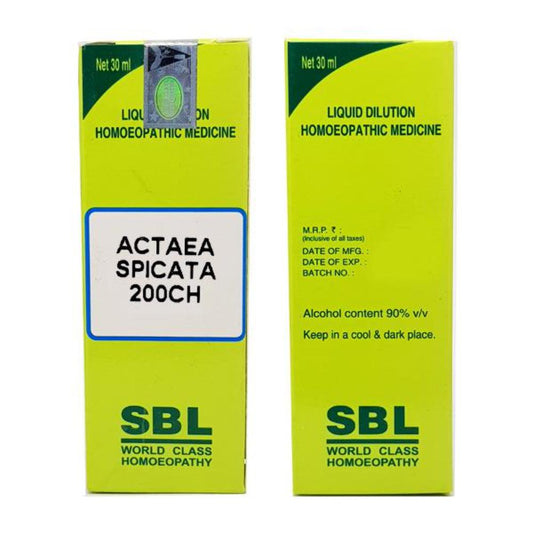 Net 30 ml
LIQU ON
HOMOEOPATHIC MEDICINE
ACTAEA
SPICATA
200CH
SBL
WORLD CLASS
HOMOEOPATHY
Net 30 ml
LIQUID DILUTION
HOMOEOPATHIC MEDICINE
M.R.P. ₹ :
(Inclusive of all taxes)
DATE OF MFG. :
DATE OF EXP. :
BATCH NO. :
Alcohol content 90% v/v
Keep in a cool & dark place.
SBL
WORLD CLASS
HOMOEOPATHY